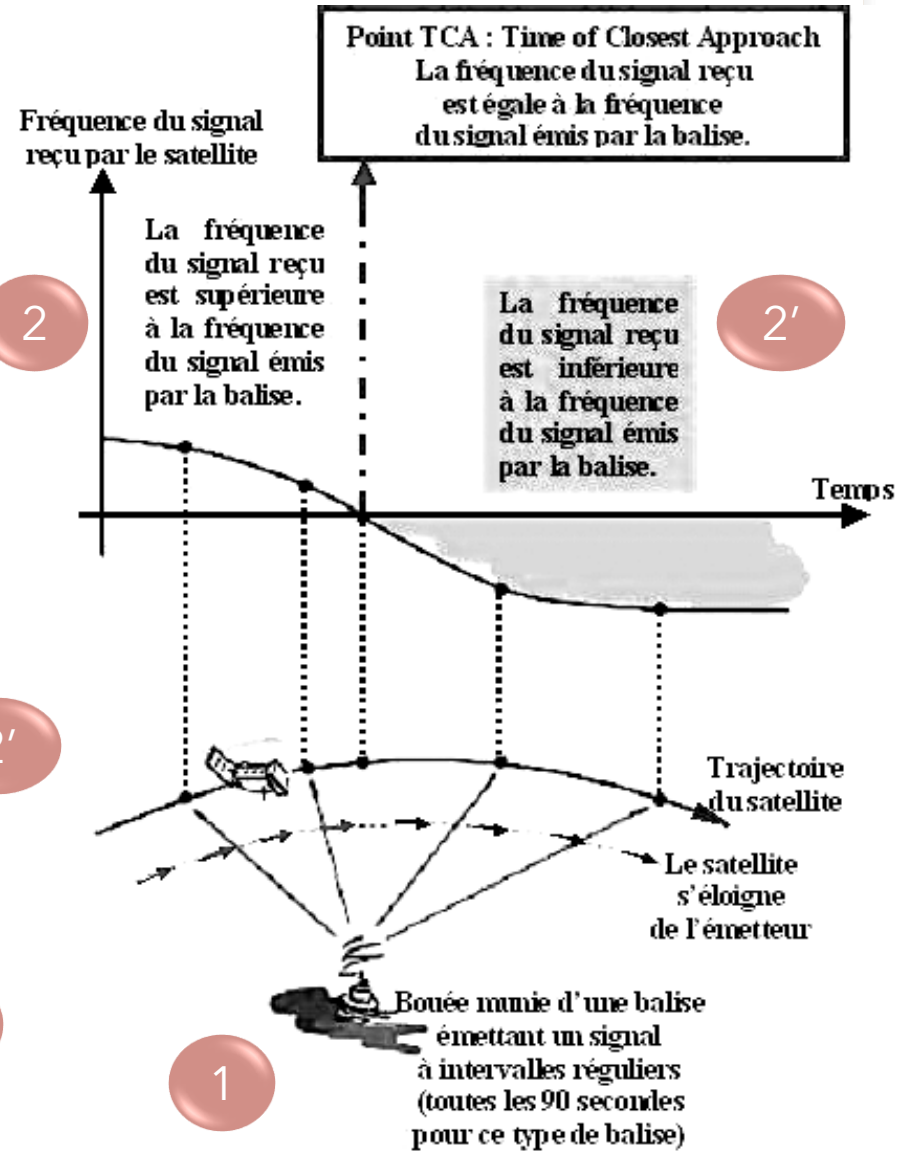 Point TCA : Time of Closest Approach
La fréquence du signal reçu
est égale à la fréquence
du signal émis par la balise.
Fréquence du signal
reçu par le satellite
La fréquence
du signal reçu
est supérieure
à la fréquence
du signal émis
par la balise.
2
La fréquence
du signal reçu
est inférieure
à la fréquence
du signal émis
par la balise.
2'
Temps
2'
Trajectoire
du satellite
Le satellite
s'éloigne
de l'émetteur
Bouée munie d'une balise
émettant un signal
à intervalles réguliers
(toutes les 90 secondes
pour ce type de balise)
1